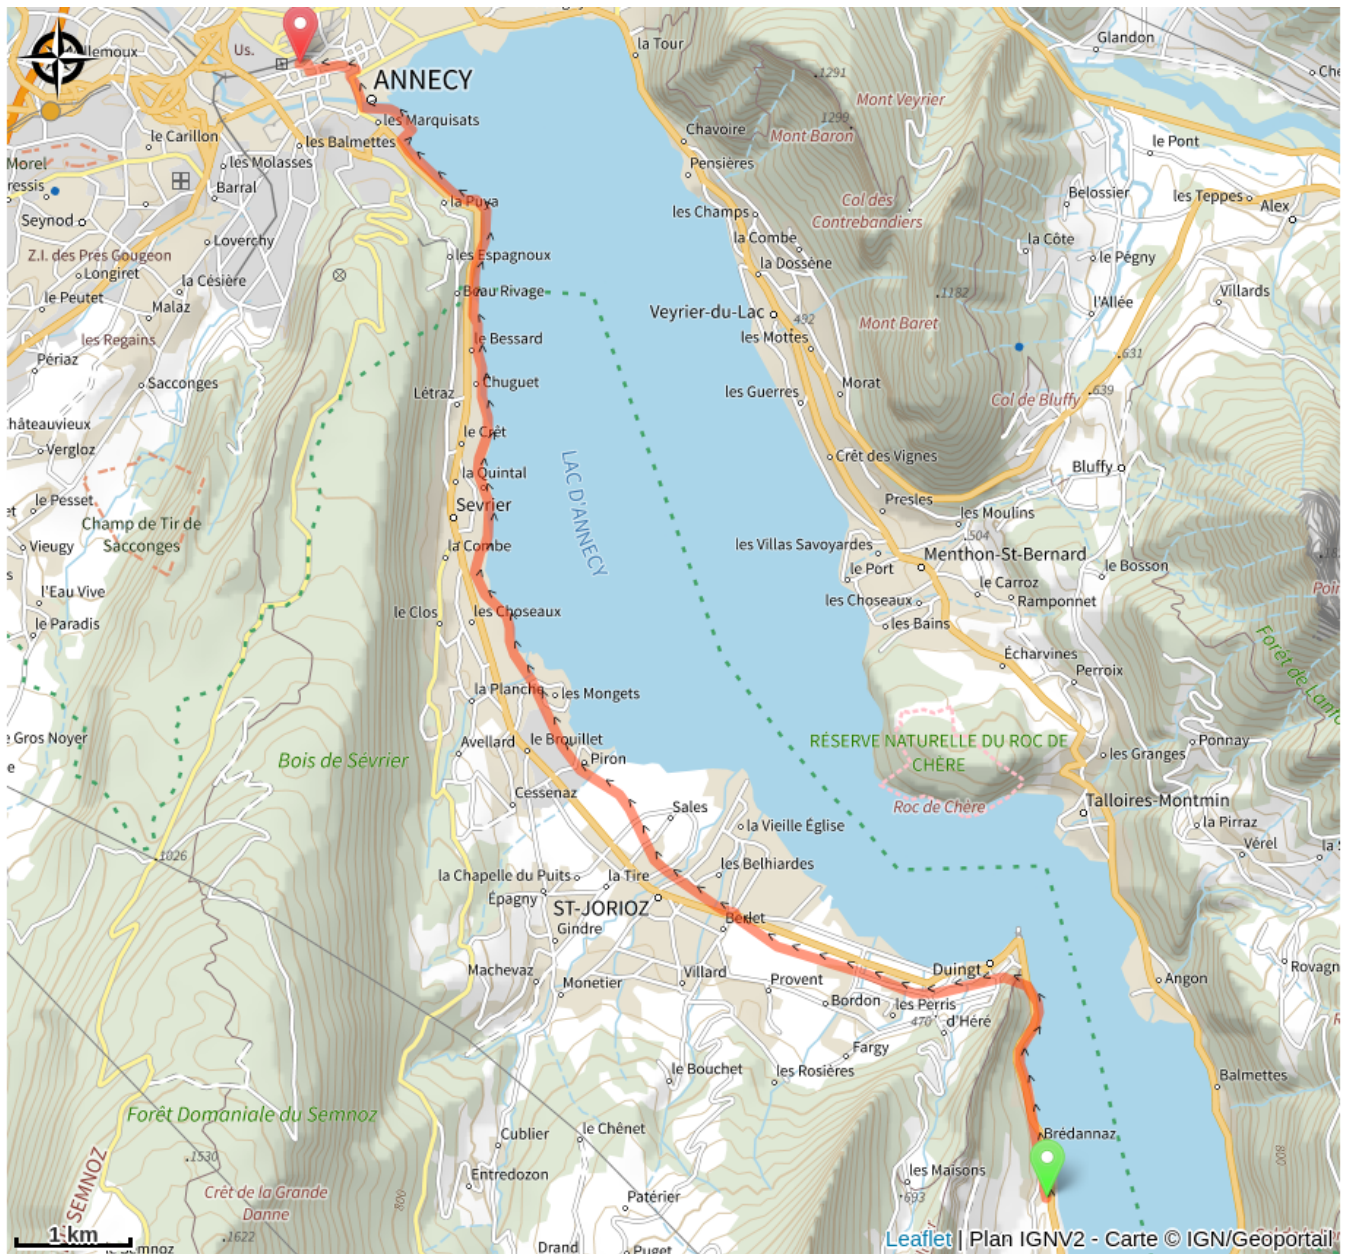 la Tour
Glandon
Us.
1291
Mont Veyrier
ANNECY
1299
Mont Baron
les Marquisats
Chavoire
le Carillon
les Balmettes
le Pont
Morel
les Molasses
Pensières
ressis
Barral
Belossier
les Teppes
Alex
la Puya
Col des
Contrebandiers
Seynod
les Champs
Loverchy
la Combe
la Côte
Z.I. des Prés Gougeon
les Espagnoux
le Pégny
Longiret
la Dossène
la Césière
Beau Rivage
1182
Villards
le Peutet
Malaz
l'Allée
Veyrier-du-Lac
492
Mont Baret
les Regains
le Bessard
les Mottes
Périaz
631
Sacconges
Chuguet
Morat
639
Létraz
les Guerres
Col de Bluffy
hâteauvieux
le Crêt
Vergloz
Crêt des Vignes
la Quintal
Bluffy
le Pesset
Sevrier
LAC D'ANNECY
Presles
les Moulins
Champ de Tir de
Sacconges
504
Vieugy
la Combe
les Villas Savoyardes
Menthon-St-Bernard
le Port
le Bosson
l'Eau Vive
le Carroz
les Choseaux
Ramponnet
le Clos
les Choseaux
le Paradis
les Bains
Écharvines
Perroix
la Planche
les Mongets
Gros Noyer
Avellard
le Brouillet
RÉSERVE NATURELLE DU ROC DE
CHÈRE
Ponnay
les Granges
Bois de Sévrier
Piron
Cessenaz
Roc de Chère
Talloires-Montmin
Sales
la Pirraz
la Vieille Église
Vérel
1026
les Belhiardes
la Chapelle du Puits
la Tire
Épagny
ST-JORIOZ
Gindre
Berlet
Machevaz
Villard
Duingt
Rovagn
Monetier
Provent
Angon
Bordon
les Perris
470
d'Héré
Fargy
le Bouchet
les Rosières
Balmettes
Forêt Domaniale du Semnoz
le Chênet
Brédannaz
Cublier
1530
SEMNOZ
Entredozon
les Maisons
800
Crêt de la Grande
Danne
800
Patérier
693
1622
1 km
Drand
Puget
Leaflet | Plan IGNV2 - Carte © IGN/Geoportail